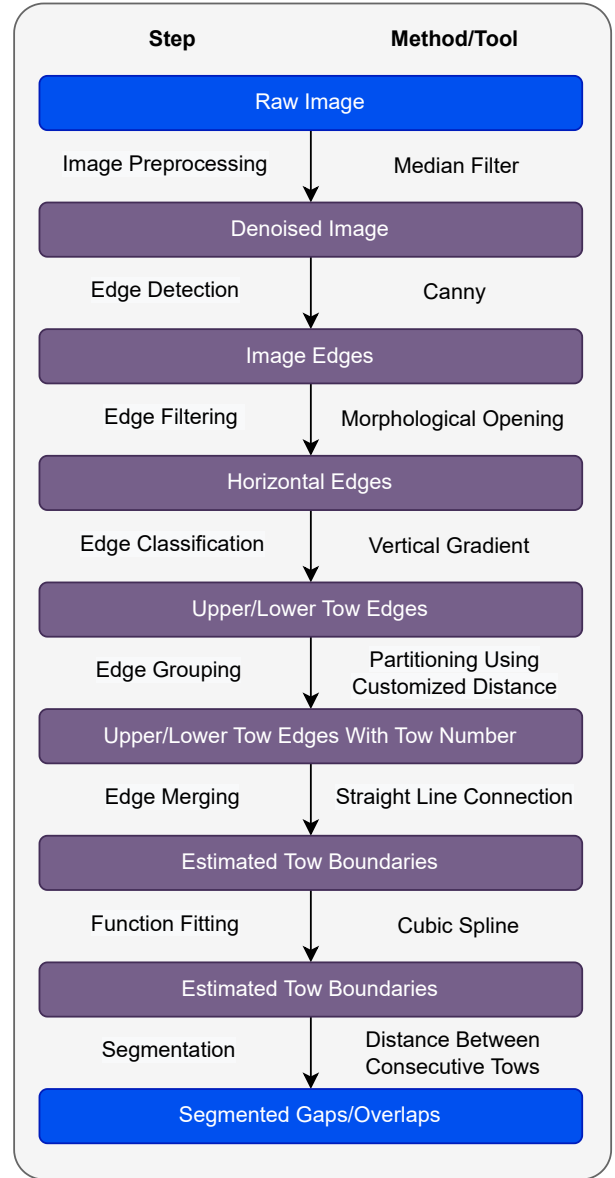 Step Method/Tool
Raw Image
Image Preprocessing Median Filter
Denoised Image
Edge Detection Canny
Image Edges
Edge Filtering Morphological Opening
Horizontal Edges
Edge Classification Vertical Gradient
Upper/Lower Tow Edges
Edge Grouping Partitioning Using
Customized Distance
Upper/Lower Tow Edges With Tow Number
Edge Merging Straight Line Connection
Estimated Tow Boundaries
Function Fitting Cubic Spline
Estimated Tow Boundaries
Segmentation Distance Between
Consecutive Tows
Segmented Gaps/Overlaps